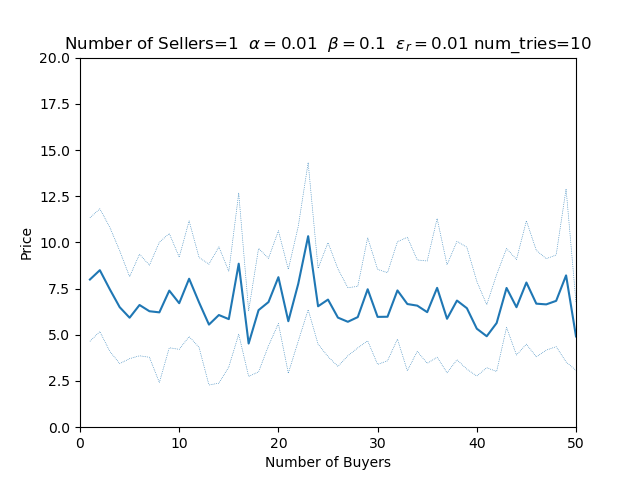 Number of Sellers=1 α = 0.01 β = 0.1 εr = 0.01 num_tries=10
20.0
17.5
15.0
12.5
10.0
7.5
5.0
2.5
0.0
Price
0 10 20 30 40 50
Number of Buyers